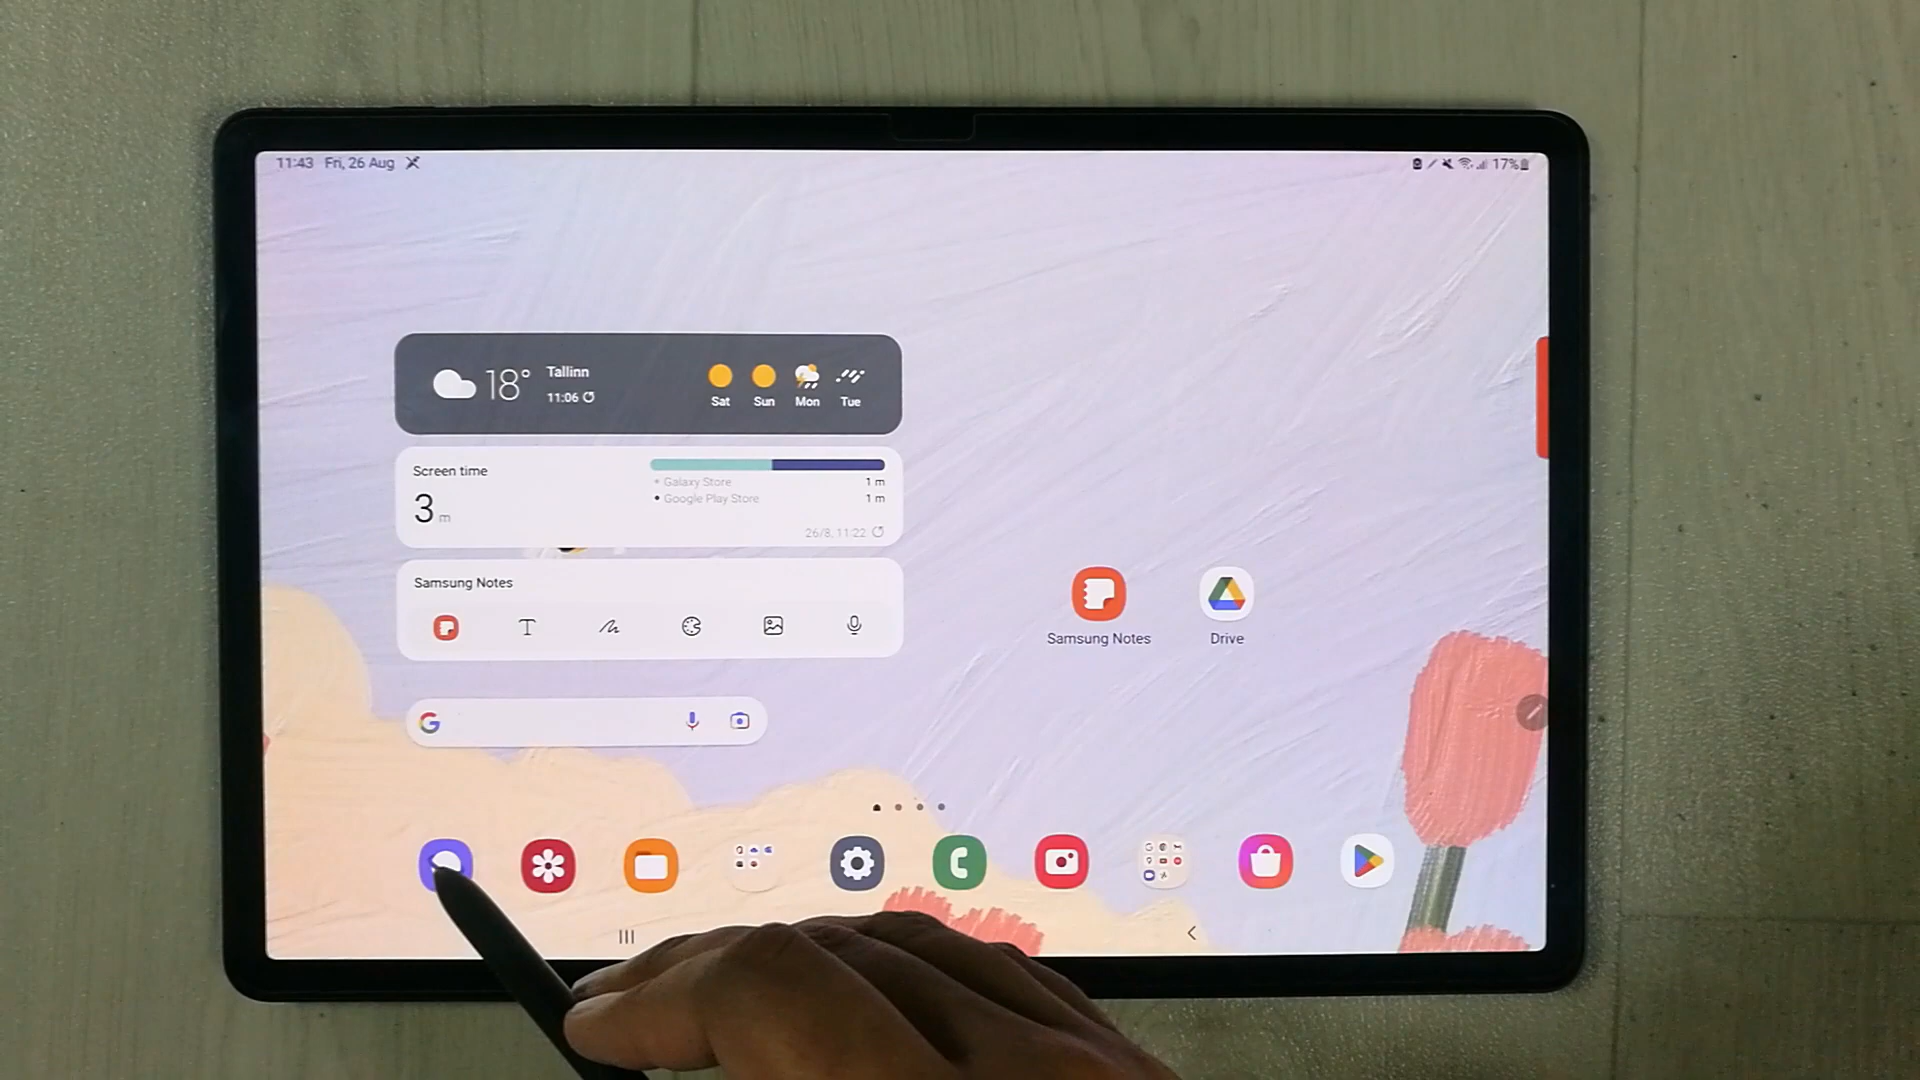 11:43 Fri, 26 Aug
17%
18° Tallinn
11:06
Sat Sun Mon Tue
Screen time
3 m
Galaxy Store 1 m
Google Play Store 1 m
26/8, 11:22
Samsung Notes
T
Samsung Notes Drive
G